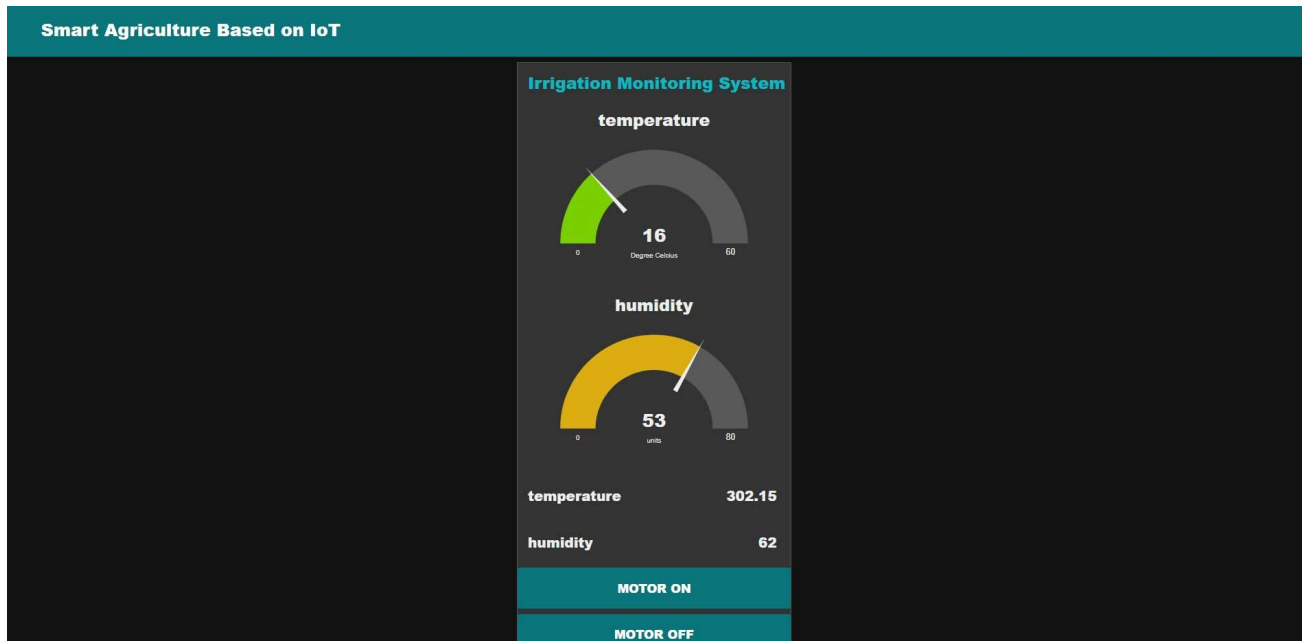 Smart Agriculture Based on IoT
Irrigation Monitoring System
temperature
16
Degree Celcius
0 60
humidity
53
units
0 80
temperature 302.15
humidity 62
MOTOR ON
MOTOR OFF